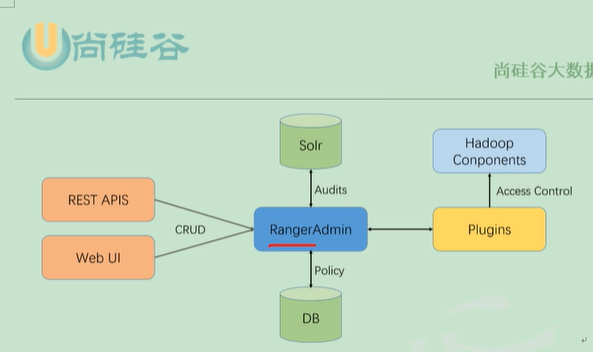 尚硅谷
尚硅谷大数据
Solr
Hadoop
Conponents
Audits
Access Control
REST APIS
CRUD
RangerAdmin
Plugins
Web UI
Policy
DB